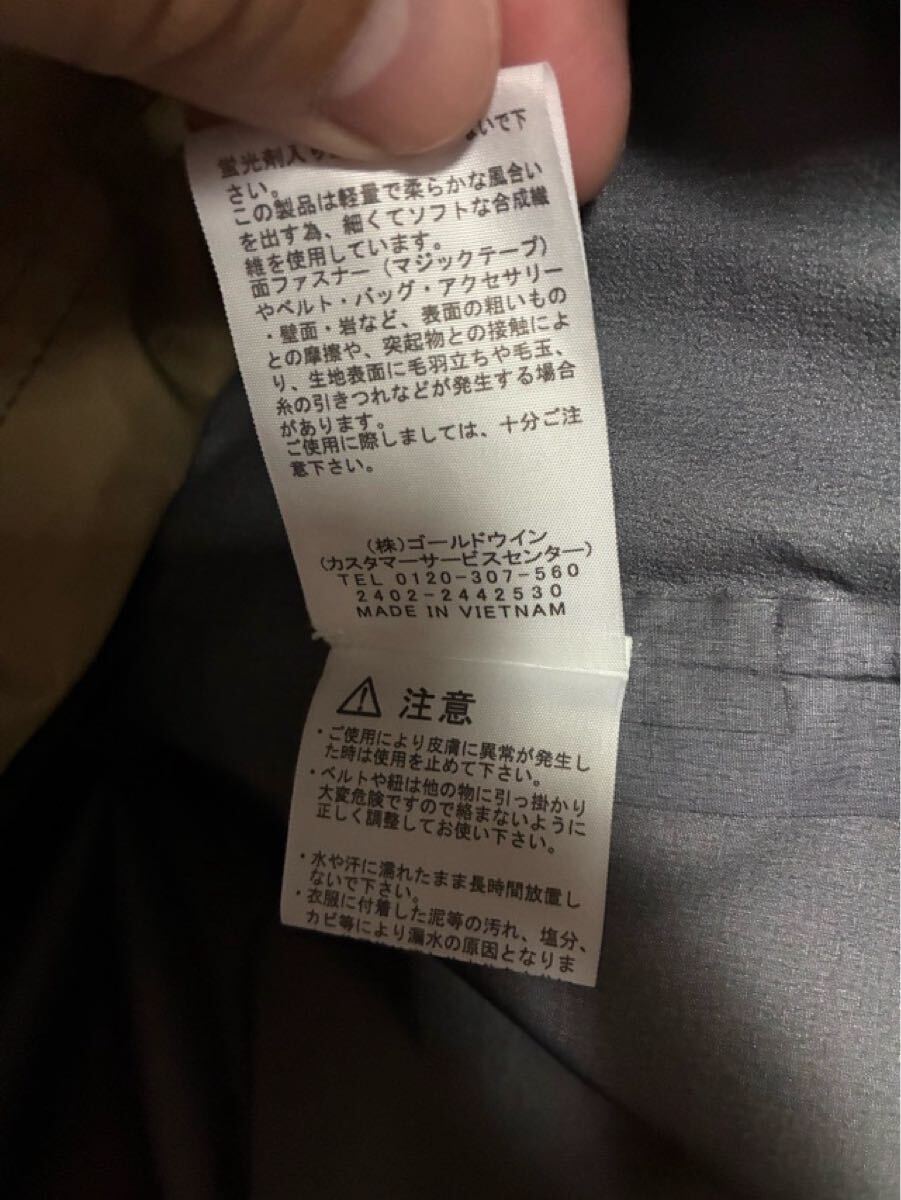 蛍光剤入り ないで下
さい。
この製品は軽量で柔らかな風合い
を出す為、細くてソフトな合成繊
維を使用しています。
面ファスナー(マジックテープ)
やベルト・バッグ・アクセサリー
・壁面・岩など、表面の粗いもの
との摩擦や、突起物との接触によ
り、生地表面に毛羽立ちや毛玉、
糸の引きつれなどが発生する場合
があります。
ご使用に際しましては、十分ご注
意下さい。
(株)ゴールドウイン
(カスタマーサービスセンター)
TEL 0120-307-560
2402-2442530
MADE IN VIETNAM
注意
・ご使用により皮膚に異常が発生し
た時は使用を止めて下さい。
・ベルトや紐は他の物に引っ掛かり
大変危険ですので絡まないように
正しく調整してお使い下さい。
・水や汗に濡れたまま長時間放置し
ないで下さい。
・衣服に付着した泥等の汚れ、塩分、
カビ等により漏水の原因となりま